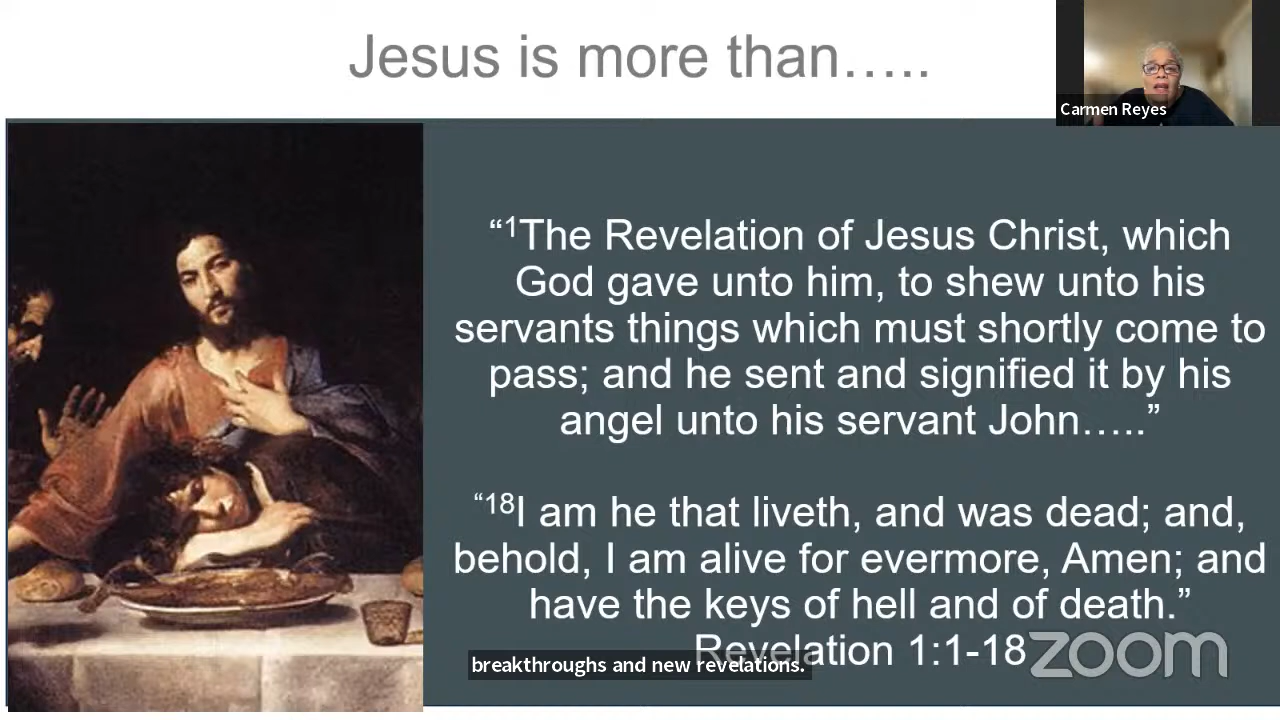 Jesus is more than…..
Carmen Reyes
“1The Revelation of Jesus Christ, which
God gave unto him, to shew unto his
servants things which must shortly come to
pass; and he sent and signified it by his
angel unto his servant John…..”
“18I am he that liveth, and was dead; and,
behold, I am alive for evermore, Amen; and
have the keys of hell and of death.”
Revelation 1:1-18
zoom
breakthroughs and new revelations.